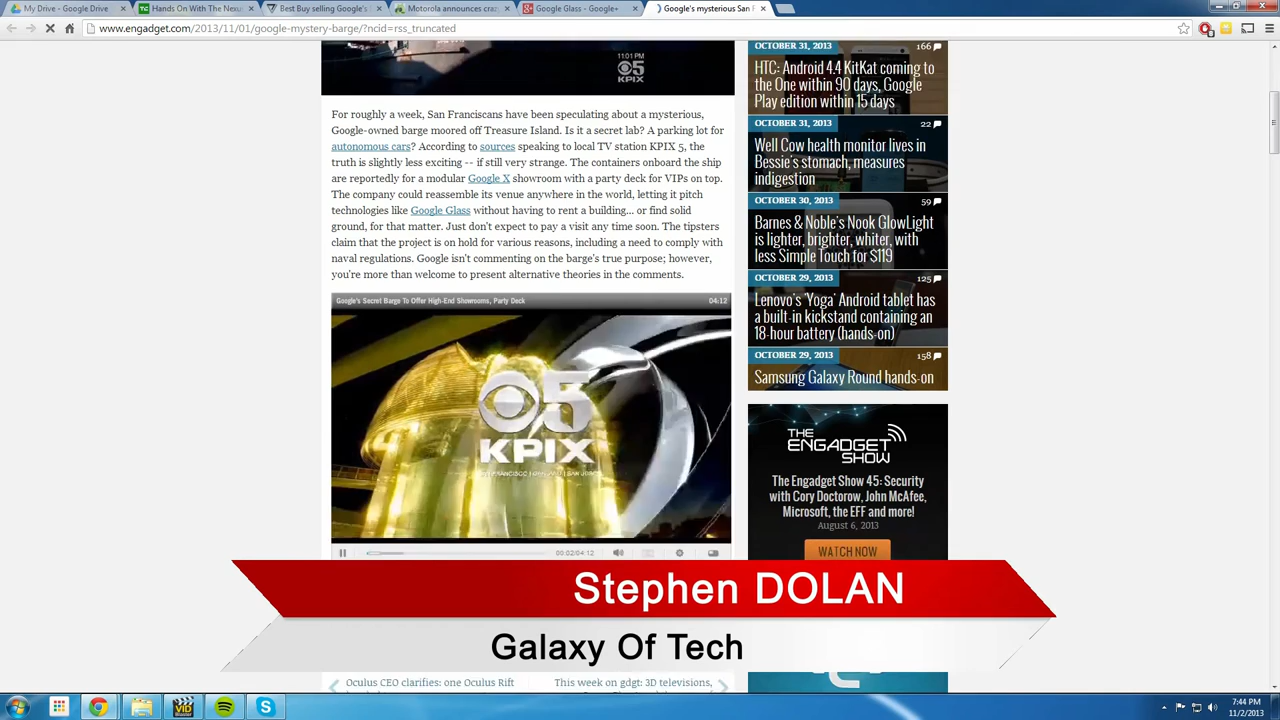 My Drive - Google Drive
Hands On With The Nexus
Best Buy selling Google's
Motorola announces craz
Google Glass - Google+
Google's mysterious San F
www.engadget.com/2013/11/01/google-mystery-barge/?ncid=rss_truncated
11:01 PM
5
KPIX
For roughly a week, San Franciscans have been speculating about a mysterious,
Google-owned barge moored off Treasure Island. Is it a secret lab? A parking lot for
autonomous cars? According to sources speaking to local TV station KPIX 5, the
truth is slightly less exciting -- if still very strange. The containers onboard the ship
are reportedly for a modular Google X showroom with a party deck for VIPs on top.
The company could reassemble its venue anywhere in the world, letting it pitch
technologies like Google Glass without having to rent a building... or find solid
ground, for that matter. Just don't expect to pay a visit any time soon. The tipsters
claim that the project is on hold for various reasons, including a need to comply with
naval regulations. Google isn't commenting on the barge's true purpose; however,
you're more than welcome to present alternative theories in the comments.
Google's Secret Barge To Offer High-End Showrooms, Party Deck
04:12
5
KPIX
00:02/04:12
OCTOBER 31, 2013
166
HTC: Android 4.4 KitKat coming to
the One within 90 days, Google
Play edition within 15 days
OCTOBER 31, 2013
22
Well Cow health monitor lives in
Bessie's stomach, measures
indigestion
OCTOBER 30, 2013
59
Barnes & Noble's Nook GlowLight
is lighter, brighter, whiter, with
less Simple Touch for $119
OCTOBER 29, 2013
125
Lenovo's 'Yoga' Android tablet has
a built-in kickstand containing an
18-hour battery (hands-on)
OCTOBER 29, 2013
158
Samsung Galaxy Round hands-on
THE
ENGADGET
SHOW
The Engadget Show 45: Security
with Cory Doctorow, John McAfee,
Microsoft, the EFF and more!
August 6, 2013
WATCH NOW
Stephen DOLAN
Galaxy Of Tech
Oculus CEO clarifies: one Oculus Rift
This week on gdgt: 3D televisions,
7:44 PM
11/2/2013